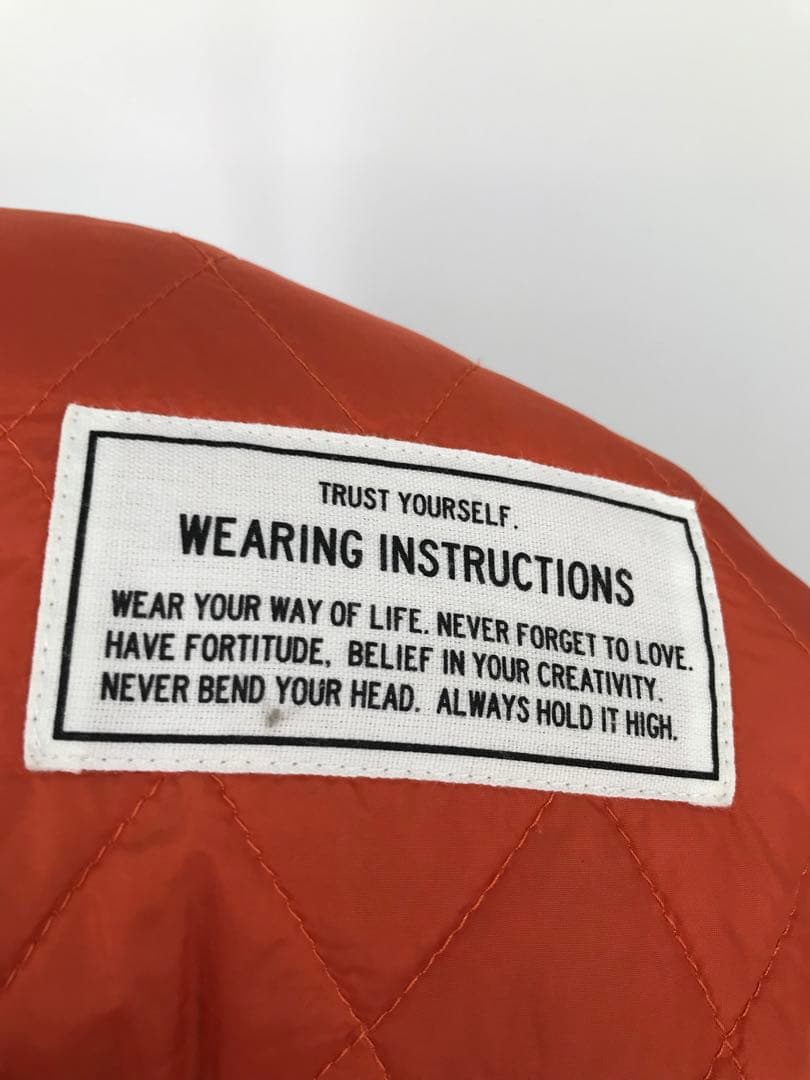 TRUST YOURSELF.
WEARING INSTRUCTIONS
WEAR YOUR WAY OF LIFE. NEVER FORGET TO LOVE.
HAVE FORTITUDE, BELIEF IN YOUR CREATIVITY.
NEVER BEND YOUR HEAD. ALWAYS HOLD IT HIGH.